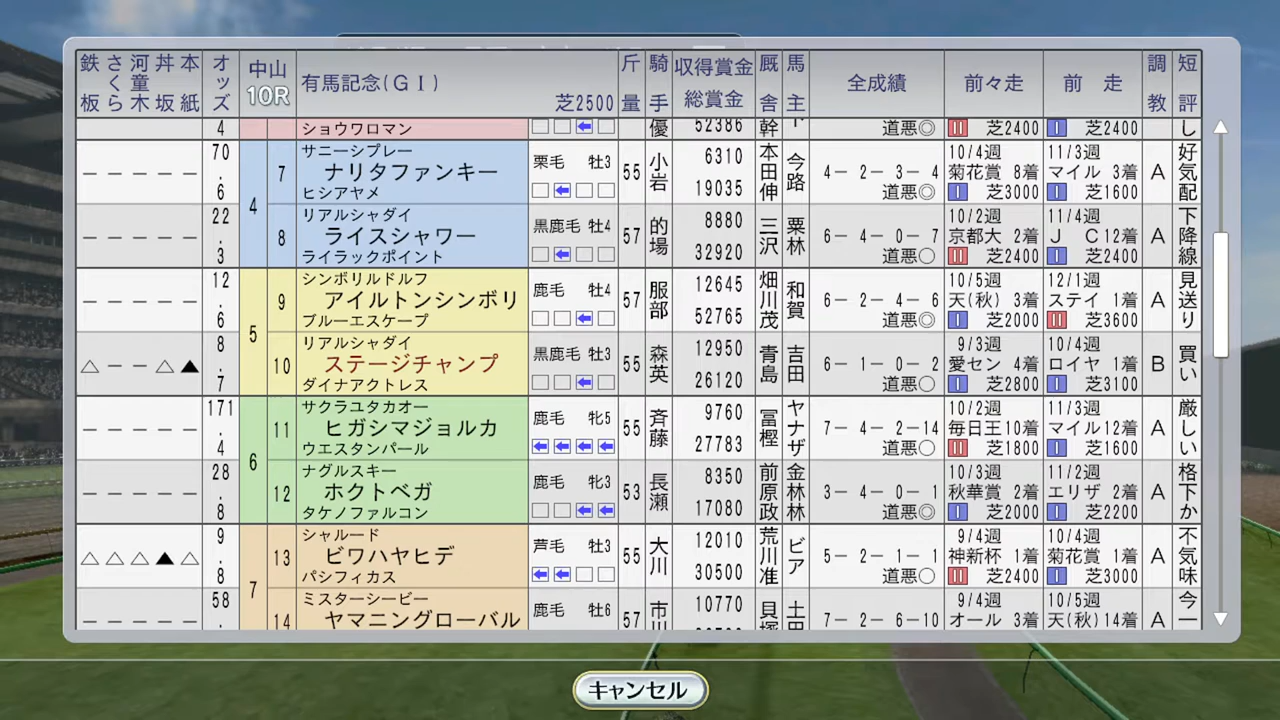 鉄板 さくら 河童木 丼坂 本紙 オッズ 中山 10R 有馬記念(GⅠ) 芝2500 斤量 騎手 収得賞金 総賞金 厩舎 馬主 全成績 前々走 前 走 調教 短評
4 ショウワロマン 優 52386 幹 道悪◎ Ⅱ 芝2400 Ⅰ 芝2400 し
70.6 4 7 サニーシプレー 栗毛 牡3 55 小岩 6310 本田伸 今路 4-2-3-4 10/4週 11/3週 A 好気配
ナリタファンキー 菊花賞 8着 マイル 3着
ヒシアヤメ 19035 道悪◎ Ⅰ 芝3000 Ⅰ 芝1600
22.3 8 リアルシャダイ 黒鹿毛 牡4 57 的場 8880 三沢 栗林 6-4-0-7 10/2週 11/4週 A 下降線
ライスシャワー 京都大 2着 J C12着
ライラックポイント 32920 道悪○ Ⅱ 芝2400 Ⅰ 芝2400
12.6 5 9 シンボリルドルフ 鹿毛 牡4 57 服部 12645 畑川茂 和賀 6-2-4-6 10/5週 12/1週 A 見送り
アイルトンシンボリ 天(秋) 3着 ステイ 1着
ブルーエスケープ 52765 道悪◎ Ⅰ 芝2000 Ⅱ 芝3600
△--△▲ 8.7 10 リアルシャダイ 黒鹿毛 牡3 55 森英 12950 青島 吉田 6-1-0-2 9/3週 10/4週 B 買い
ステージチャンプ 愛セン 4着 ロイヤ 1着
ダイナアクトレス 26120 道悪○ Ⅰ 芝2800 Ⅰ 芝3100
171.4 6 11 サクラユタカオー 鹿毛 牝5 55 斉藤 9760 冨樫 ヤナザ 7-4-2-14 10/2週 11/3週 A 厳しい
ヒガシマジョルカ 毎日王10着 マイル12着
ウエスタンパール 27783 道悪○ Ⅱ 芝1800 Ⅰ 芝1600
28.8 12 ナグルスキー 鹿毛 牝3 53 長瀬 8350 前原政 金林林 3-4-0-1 10/3週 11/2週 A 格下か
ホクトベガ 秋華賞 2着 エリザ 2着
タケノファルコン 17080 道悪◎ Ⅰ 芝2000 Ⅰ 芝2200
△△△▲△ 9.8 7 13 シャルード 芦毛 牡3 55 大川 12010 荒川准 ビア 5-2-1-1 9/4週 10/4週 A 不気味
ビワハヤヒデ 神新杯 1着 菊花賞 1着
パシフィカス 30500 道悪○ Ⅱ 芝2400 Ⅰ 芝3000
58. 14 ミスターシービー 鹿毛 牡6 57 市川 10770 貝塚 土田 7-2-6-10 9/4週 10/5週 A 今一
ヤマニングローバル オール 3着 天(秋)14着
キャンセル